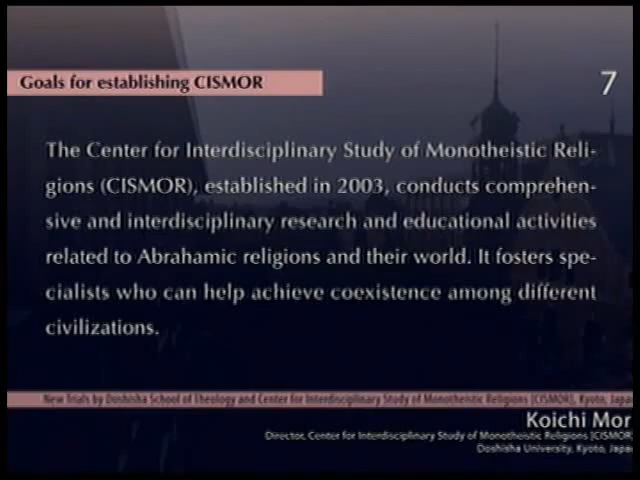 Goals for establishing CISMOR
7
The Center for Interdisciplinary Study of Monotheistic Reli-
gions (CISMOR), established in 2003, conducts comprehen-
sive and interdisciplinary research and educational activities
related to Abrahamic religions and their world. It fosters spe-
cialists who can help achieve coexistence among different
civilizations.
New Trials by Doshisha School of Theology and Center for Interdisciplinary Study of Monotheistic Religions [CISMOR], Kyoto, Japa
Koichi Mor
Director, Center for Interdisciplinary Study of Monotheistic Religions [CISMOR]
Doshisha University, Kyoto, Japa